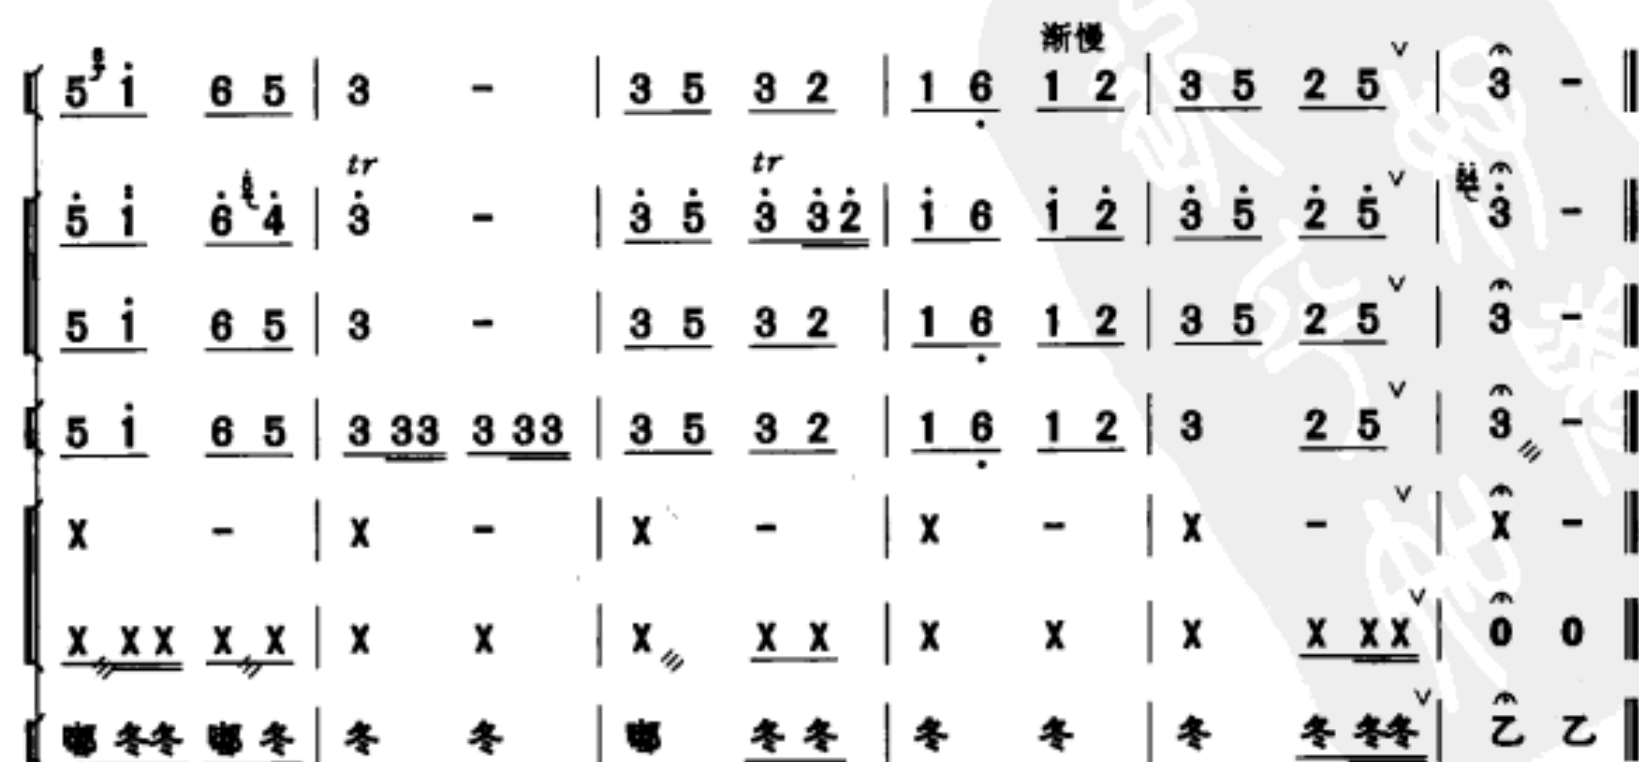 渐慢
5 i 6 5 | 3 - | 3 5 3 2 | 1 6 1 2 | 3 5 2 5 | 3 -
tr tr
5 i 6 4 | 3 - | 3 5 3 3 2 | i 6 i 2 | 3 5 2 5 | 3 -
5 i 6 5 | 3 - | 3 5 3 2 | 1 6 1 2 | 3 5 2 5 | 3 -
5 i 6 5 | 3 33 3 33 | 3 5 3 2 | 1 6 1 2 | 3 2 5 | 3 -
X - | X - | X - | X - | X - | X -
X X X X X | X X | X X X | X X | X X X X | 0 0
嘟 冬冬 嘟 冬 | 冬 冬 | 嘟 冬 冬 | 冬 冬 | 冬 冬 冬冬 | 乙 乙